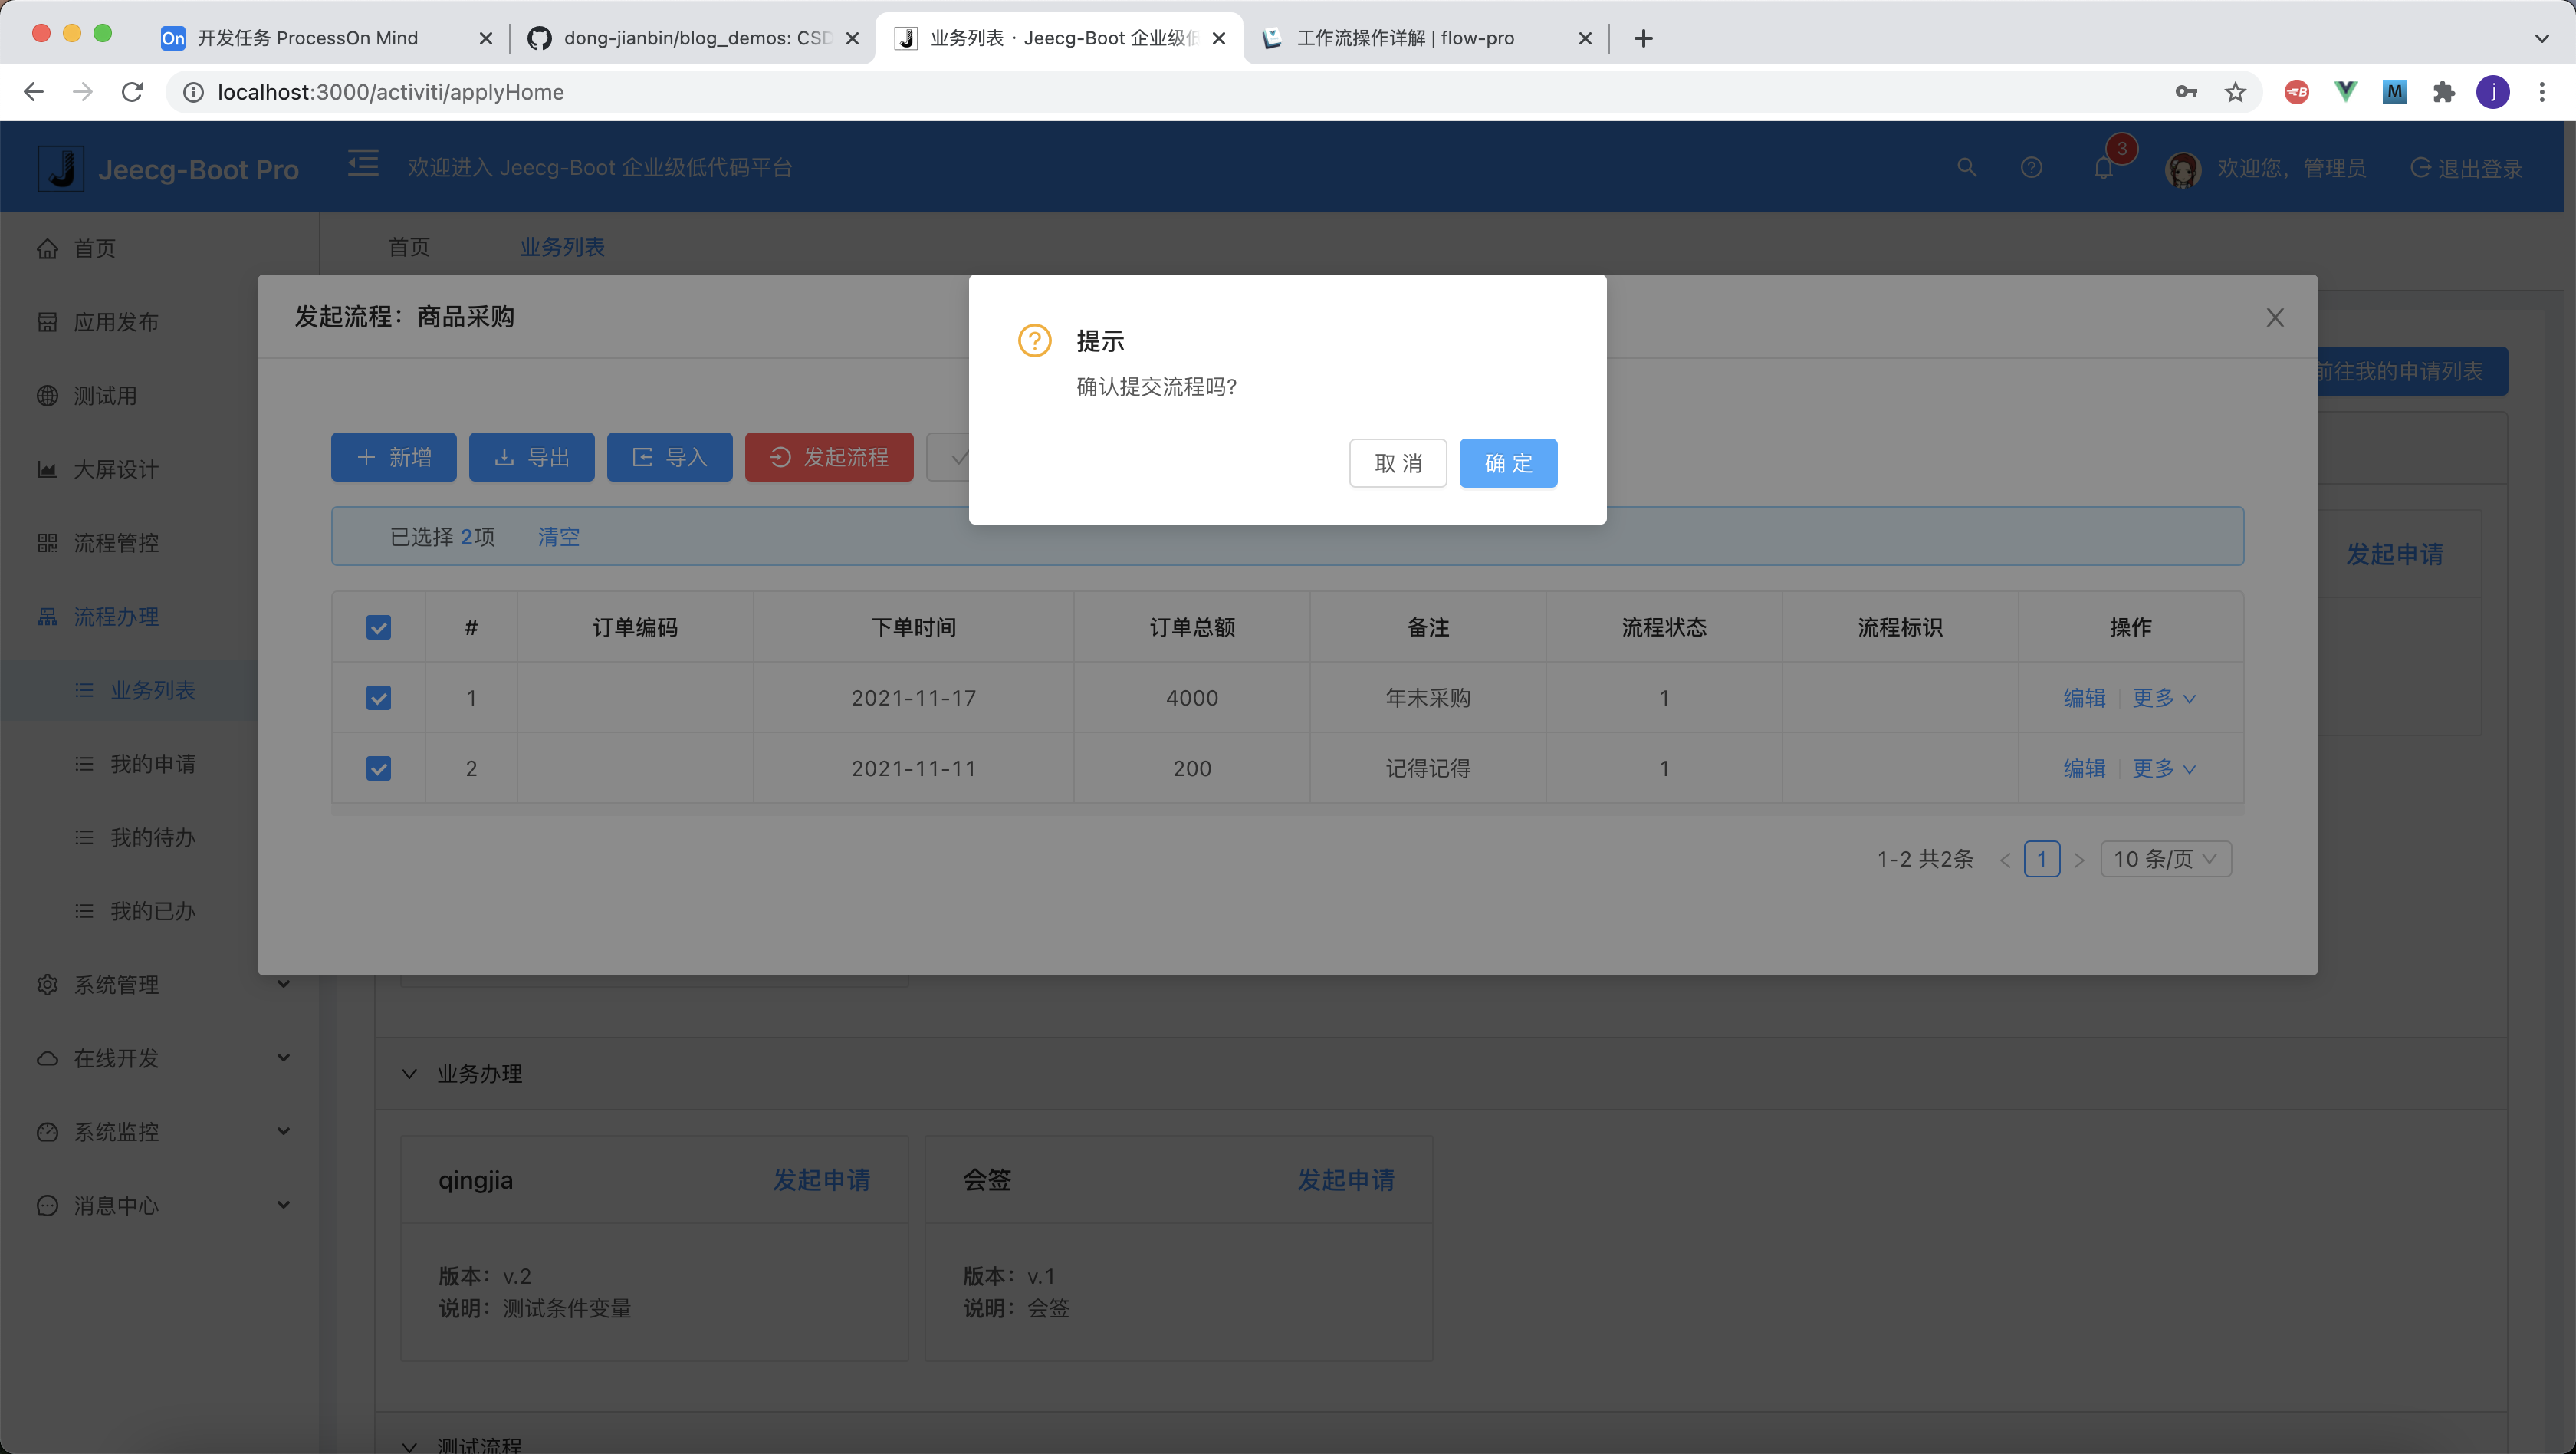 On 开发任务 ProcessOn Mind
dong-jianbin/blog_demos: CSD
业务列表 · Jeecg-Boot 企业级低
工作流操作详解 | flow-pro
localhost:3000/activiti/applyHome
M
j
Jeecg-Boot Pro
欢迎进入 Jeecg-Boot 企业级低代码平台
3
欢迎您，管理员
退出登录
首页
应用发布
测试用
大屏设计
流程管控
流程办理
业务列表
我的申请
我的待办
我的已办
系统管理
在线开发
系统监控
消息中心
首页
业务列表
前往我的申请列表
发起申请
发起流程：商品采购
提示
确认提交流程吗?
取 消
确 定
新增
导出
导入
发起流程
已选择 2项 清空
# 订单编码 下单时间 订单总额 备注 流程状态 流程标识 操作
1 2021-11-17 4000 年末采购 1 编辑 更多
2 2021-11-11 200 记得记得 1 编辑 更多
1-2 共2条 < 1 > 10 条/页
业务办理
qingjia 发起申请
版本：v.2
说明：测试条件变量
会签 发起申请
版本：v.1
说明：会签
测试流程